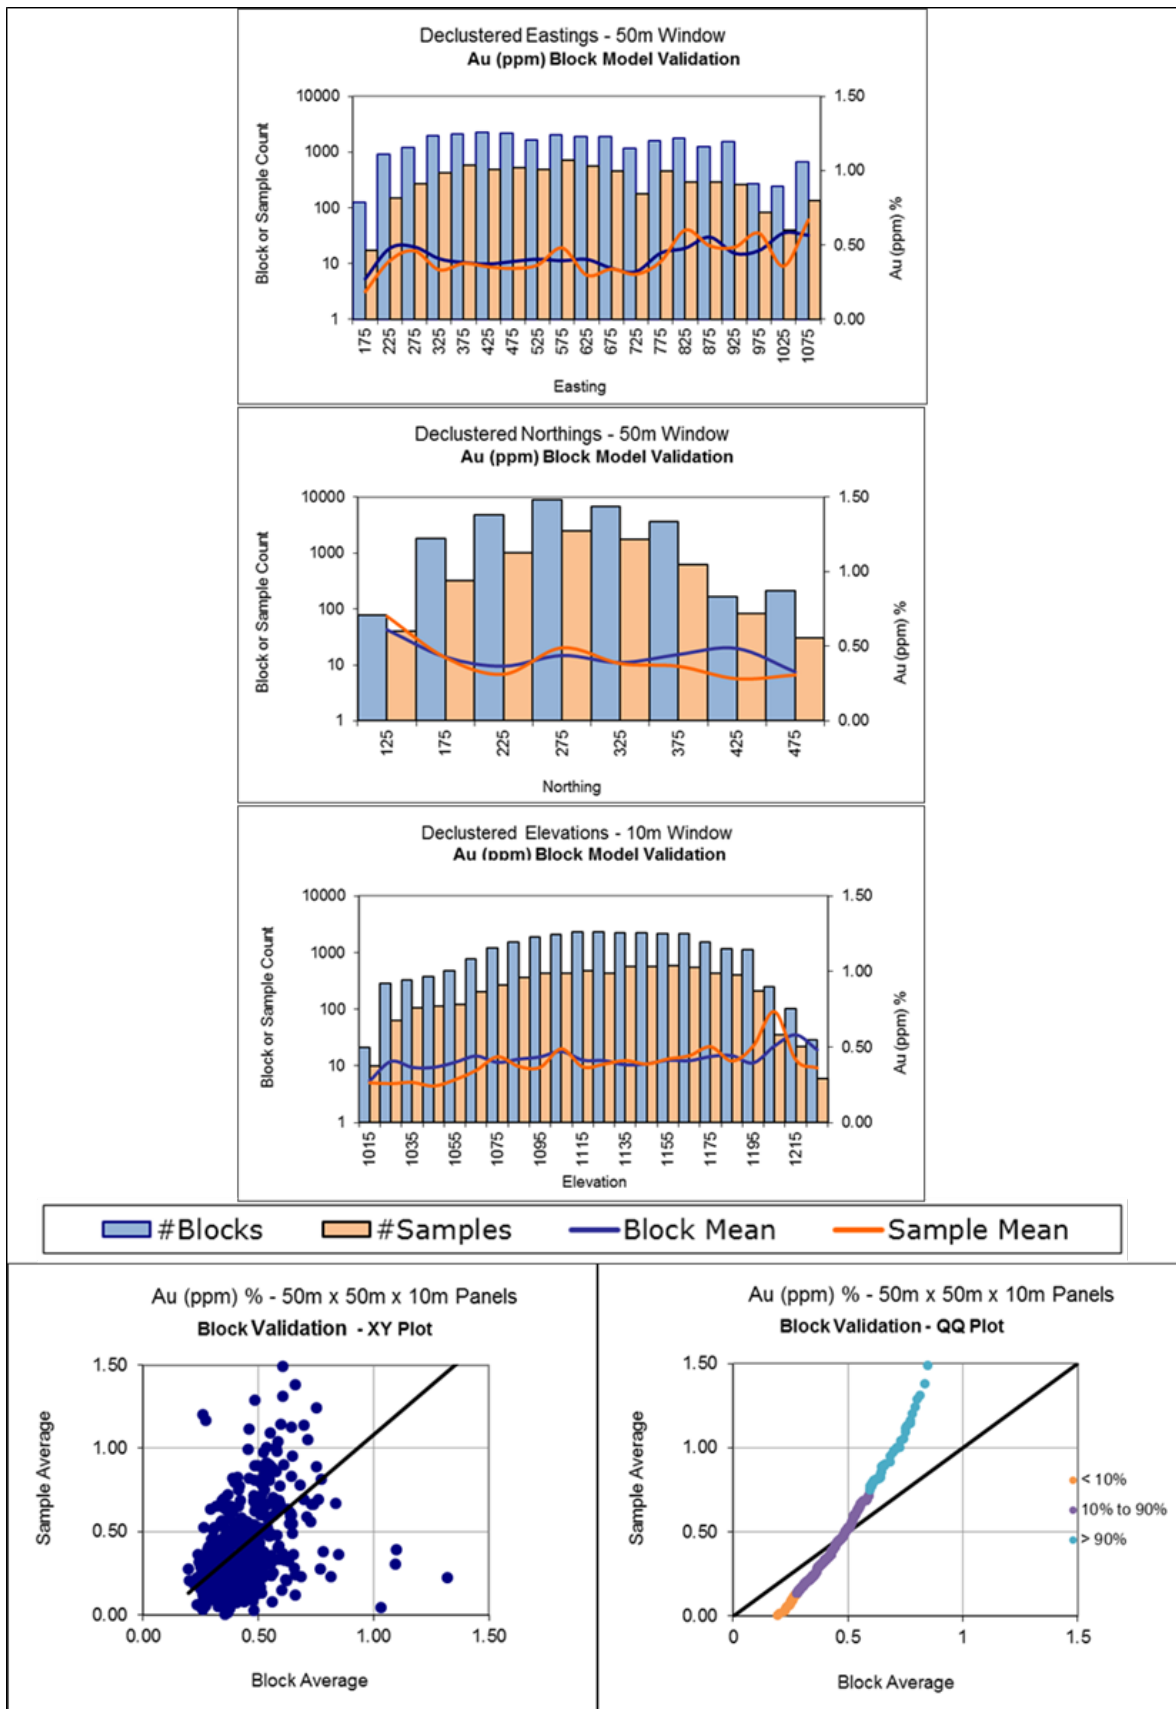 Declustered Eastings - 50m Window
Au (ppm) Block Model Validation
Block or Sample Count
10000
1000
100
10
1
1.50
1.00
0.50
0.00
Au (ppm) %
175 225 275 325 375 425 475 525 575 625 675 725 775 825 875 925 975 1025 1075
Easting
Declustered Northings - 50m Window
Au (ppm) Block Model Validation
Block or Sample Count
10000
1000
100
10
1
1.50
1.00
0.50
0.00
Au (ppm) %
125 175 225 275 325 375 425 475
Northing
Declustered Elevations - 10m Window
Au (ppm) Block Model Validation
Block or Sample Count
10000
1000
100
10
1
1.50
1.00
0.50
0.00
Au (ppm) %
1015 1035 1055 1075 1095 1115 1135 1155 1175 1195 1215
Elevation
#Blocks #Samples Block Mean Sample Mean
Au (ppm) % - 50m x 50m x 10m Panels
Block Validation - XY Plot
Sample Average
1.50
1.00
0.50
0.00
0.00 0.50 1.00 1.50
Block Average
Au (ppm) % - 50m x 50m x 10m Panels
Block Validation - QQ Plot
Sample Average
1.50
1.00
0.50
0.00
0 0.5 1 1.5
Block Average
< 10%
10% to 90%
> 90%